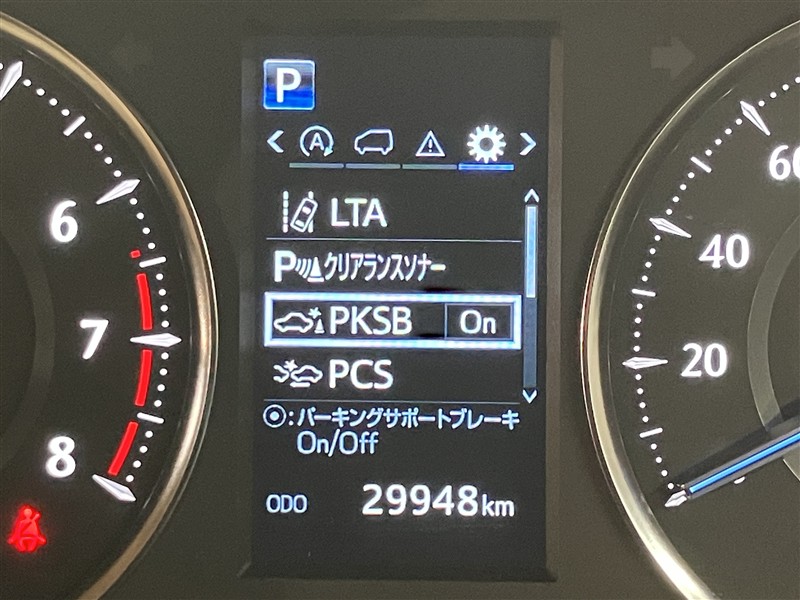 P
A
LTA
Pクリアランスソナー
PKSB On
PCS
:パーキングサポートブレーキ
On/Off
ODO 29948km
6
7
8
60
40
20